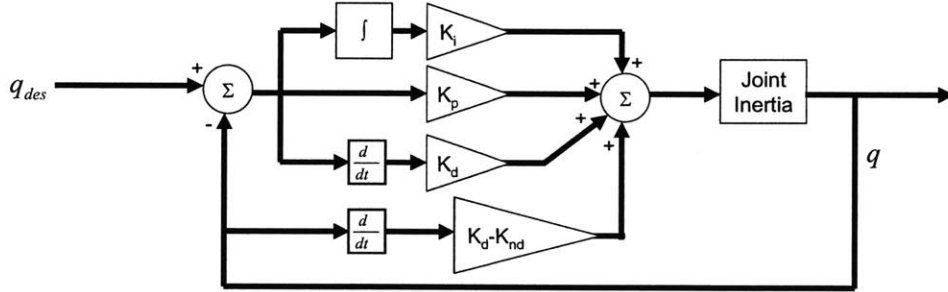 ∫
K_i
+
+
q_des
Σ
K_p
+
Σ
Joint
Inertia
-
+
+
d/dt
K_d
q
d/dt
K_d-K_nd